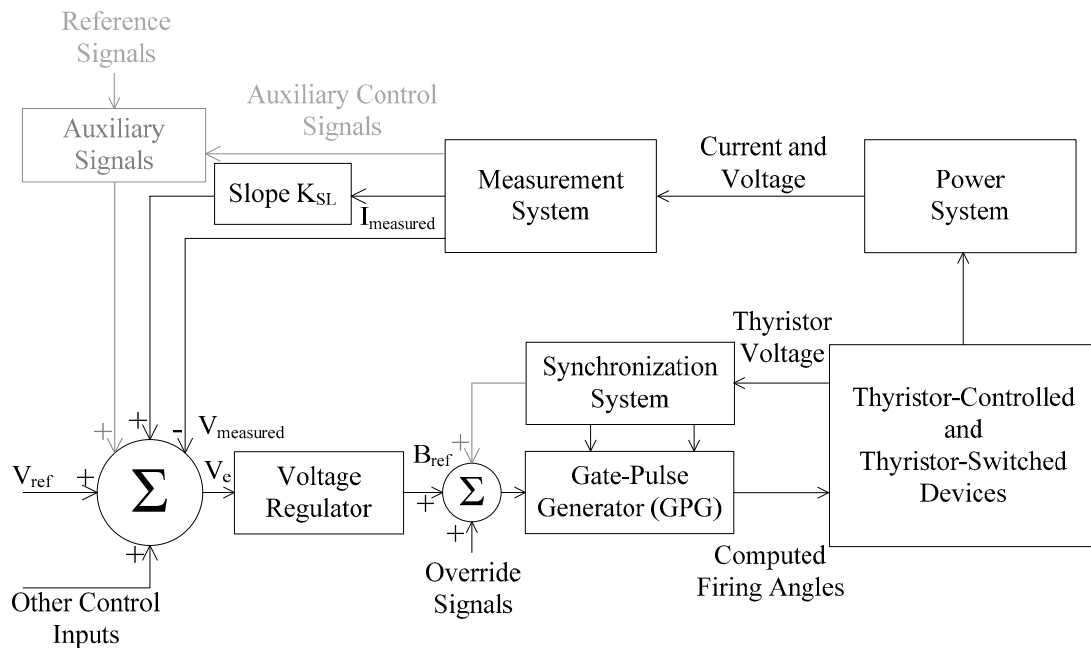 Reference
Signals
Auxiliary
Signals
Auxiliary Control
Signals
Slope K_SL
I_measured
Measurement
System
Current and
Voltage
Power
System
Thyristor
Voltage
Synchronization
System
Thyristor-Controlled
and
Thyristor-Switched
Devices
+
+
-
V_measured
V_ref
+
Σ
V_e
Voltage
Regulator
B_ref
+
+
Σ
+
Gate-Pulse
Generator (GPG)
Computed
Firing Angles
+
Other Control
Inputs
Override
Signals